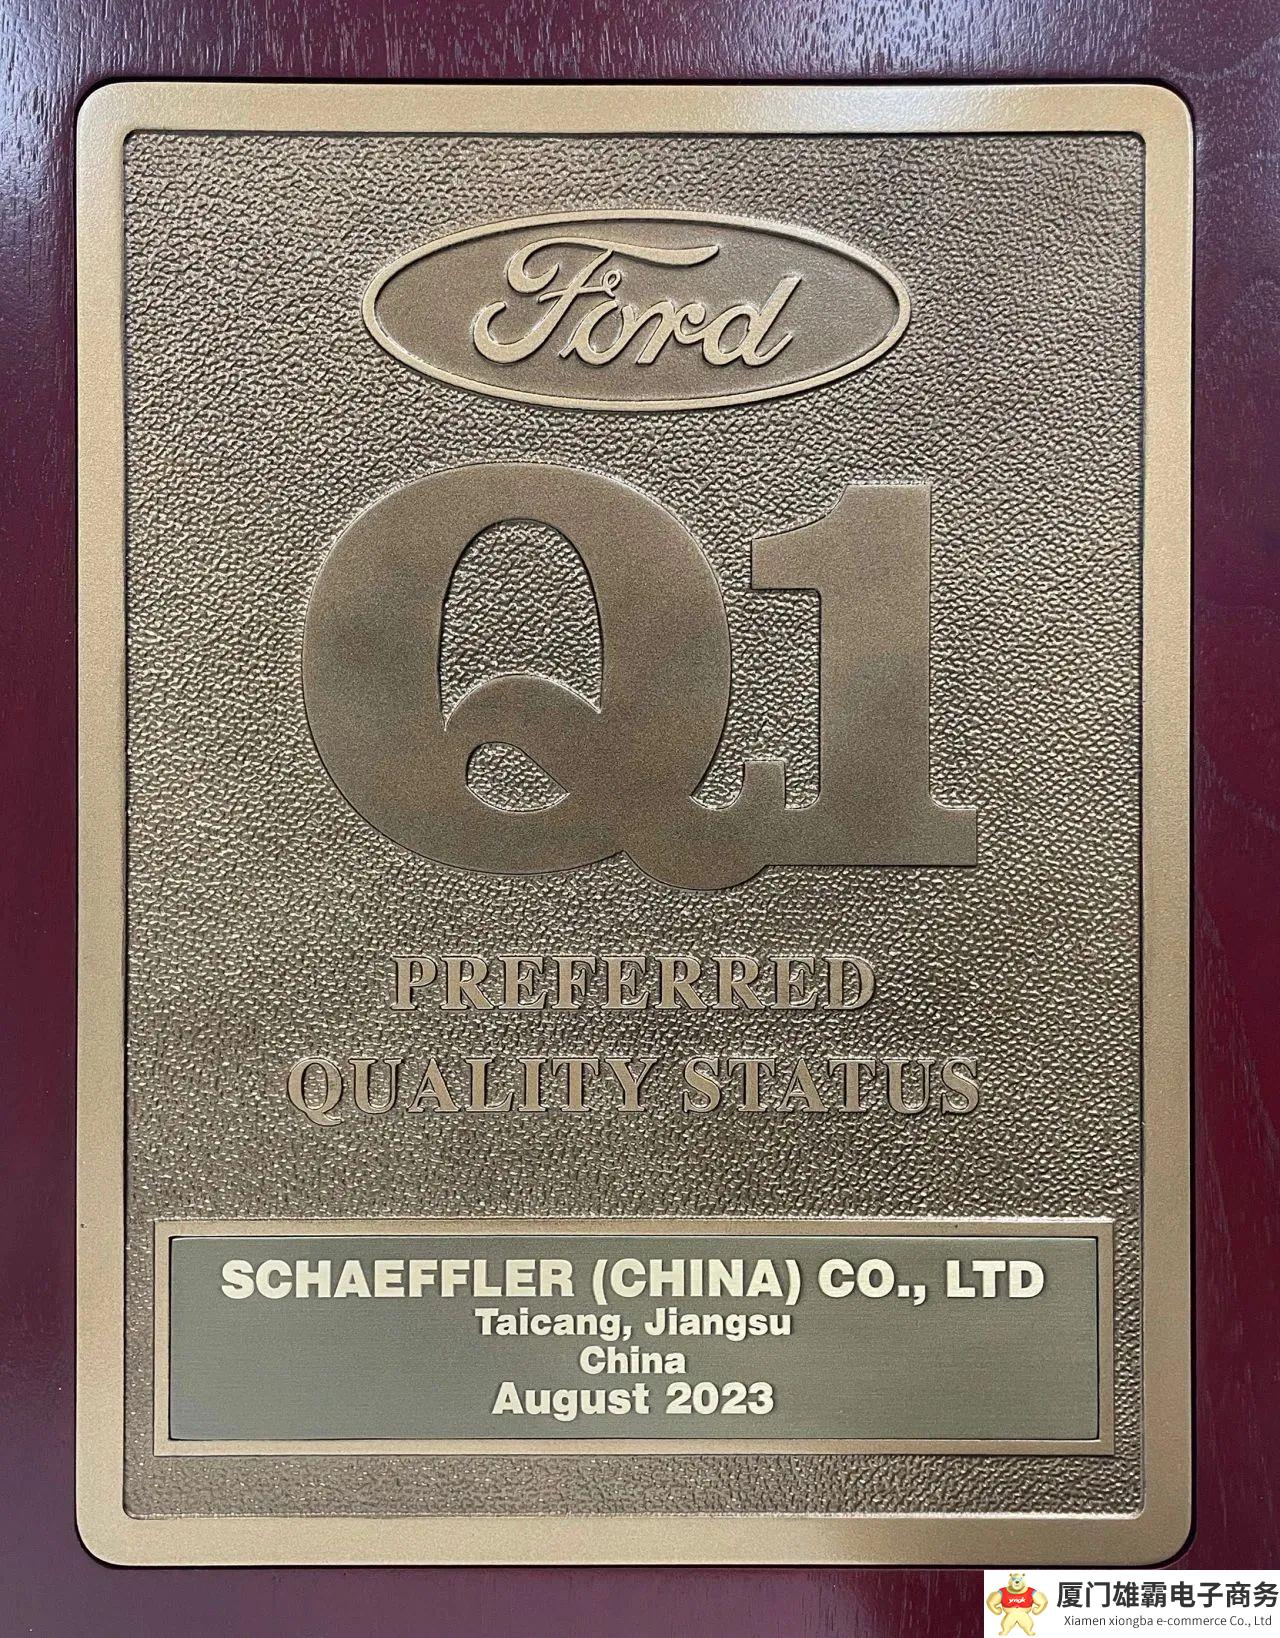 Ford
Q1
PREFERRED
QUALITY STATUS
SCHAEFFLER (CHINA) CO., LTD
Taicang, Jiangsu
China
August 2023
yngk
厦门雄霸电子商务
Xiamen xiongba e-commerce Co., Ltd